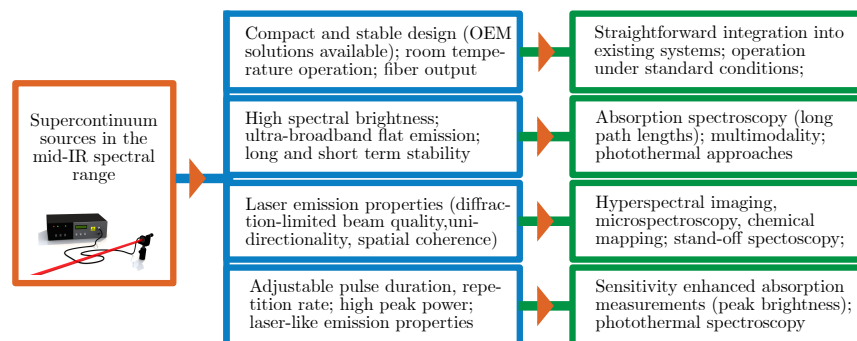 Supercontinuum
sources in the
mid-IR spectral
range
Compact and stable design (OEM
solutions available); room tempe-
rature operation; fiber output
Straightforward integration into
existing systems; operation
under standard conditions;
High spectral brightness;
ultra-broadband flat emission;
long and short term stability
Absorption spectroscopy (long
path lengths); multimodality;
photothermal approaches
Laser emission properties (diffrac-
tion-limited beam quality,uni-
directionality, spatial coherence)
Hyperspectral imaging,
microspectroscopy, chemical
mapping; stand-off spectoscopy;
Adjustable pulse duration, repe-
tition rate; high peak power;
laser-like emission properties
Sensitivity enhanced absorption
measurements (peak brightness);
photothermal spectroscopy